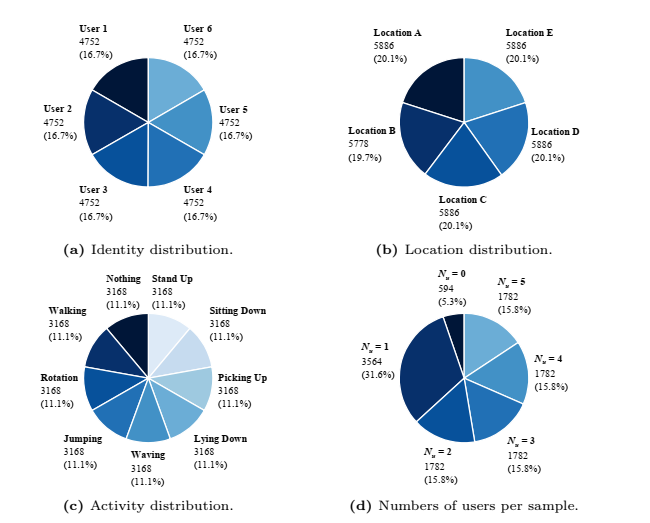 User 1
4752
(16.7%)
User 6
4752
(16.7%)
User 2
4752
(16.7%)
User 5
4752
(16.7%)
User 3
4752
(16.7%)
User 4
4752
(16.7%)
(a) Identity distribution.
Location A
5886
(20.1%)
Location E
5886
(20.1%)
Location B
5778
(19.7%)
Location D
5886
(20.1%)
Location C
5886
(20.1%)
(b) Location distribution.
Nothing
3168
(11.1%)
Stand Up
3168
(11.1%)
Walking
3168
(11.1%)
Sitting Down
3168
(11.1%)
Rotation
3168
(11.1%)
Picking Up
3168
(11.1%)
Jumping
3168
(11.1%)
Waving
3168
(11.1%)
Lying Down
3168
(11.1%)
(c) Activity distribution.
N_u = 0
594
(5.3%)
N_u = 5
1782
(15.8%)
N_u = 1
3564
(31.6%)
N_u = 4
1782
(15.8%)
N_u = 2
1782
(15.8%)
N_u = 3
1782
(15.8%)
(d) Numbers of users per sample.